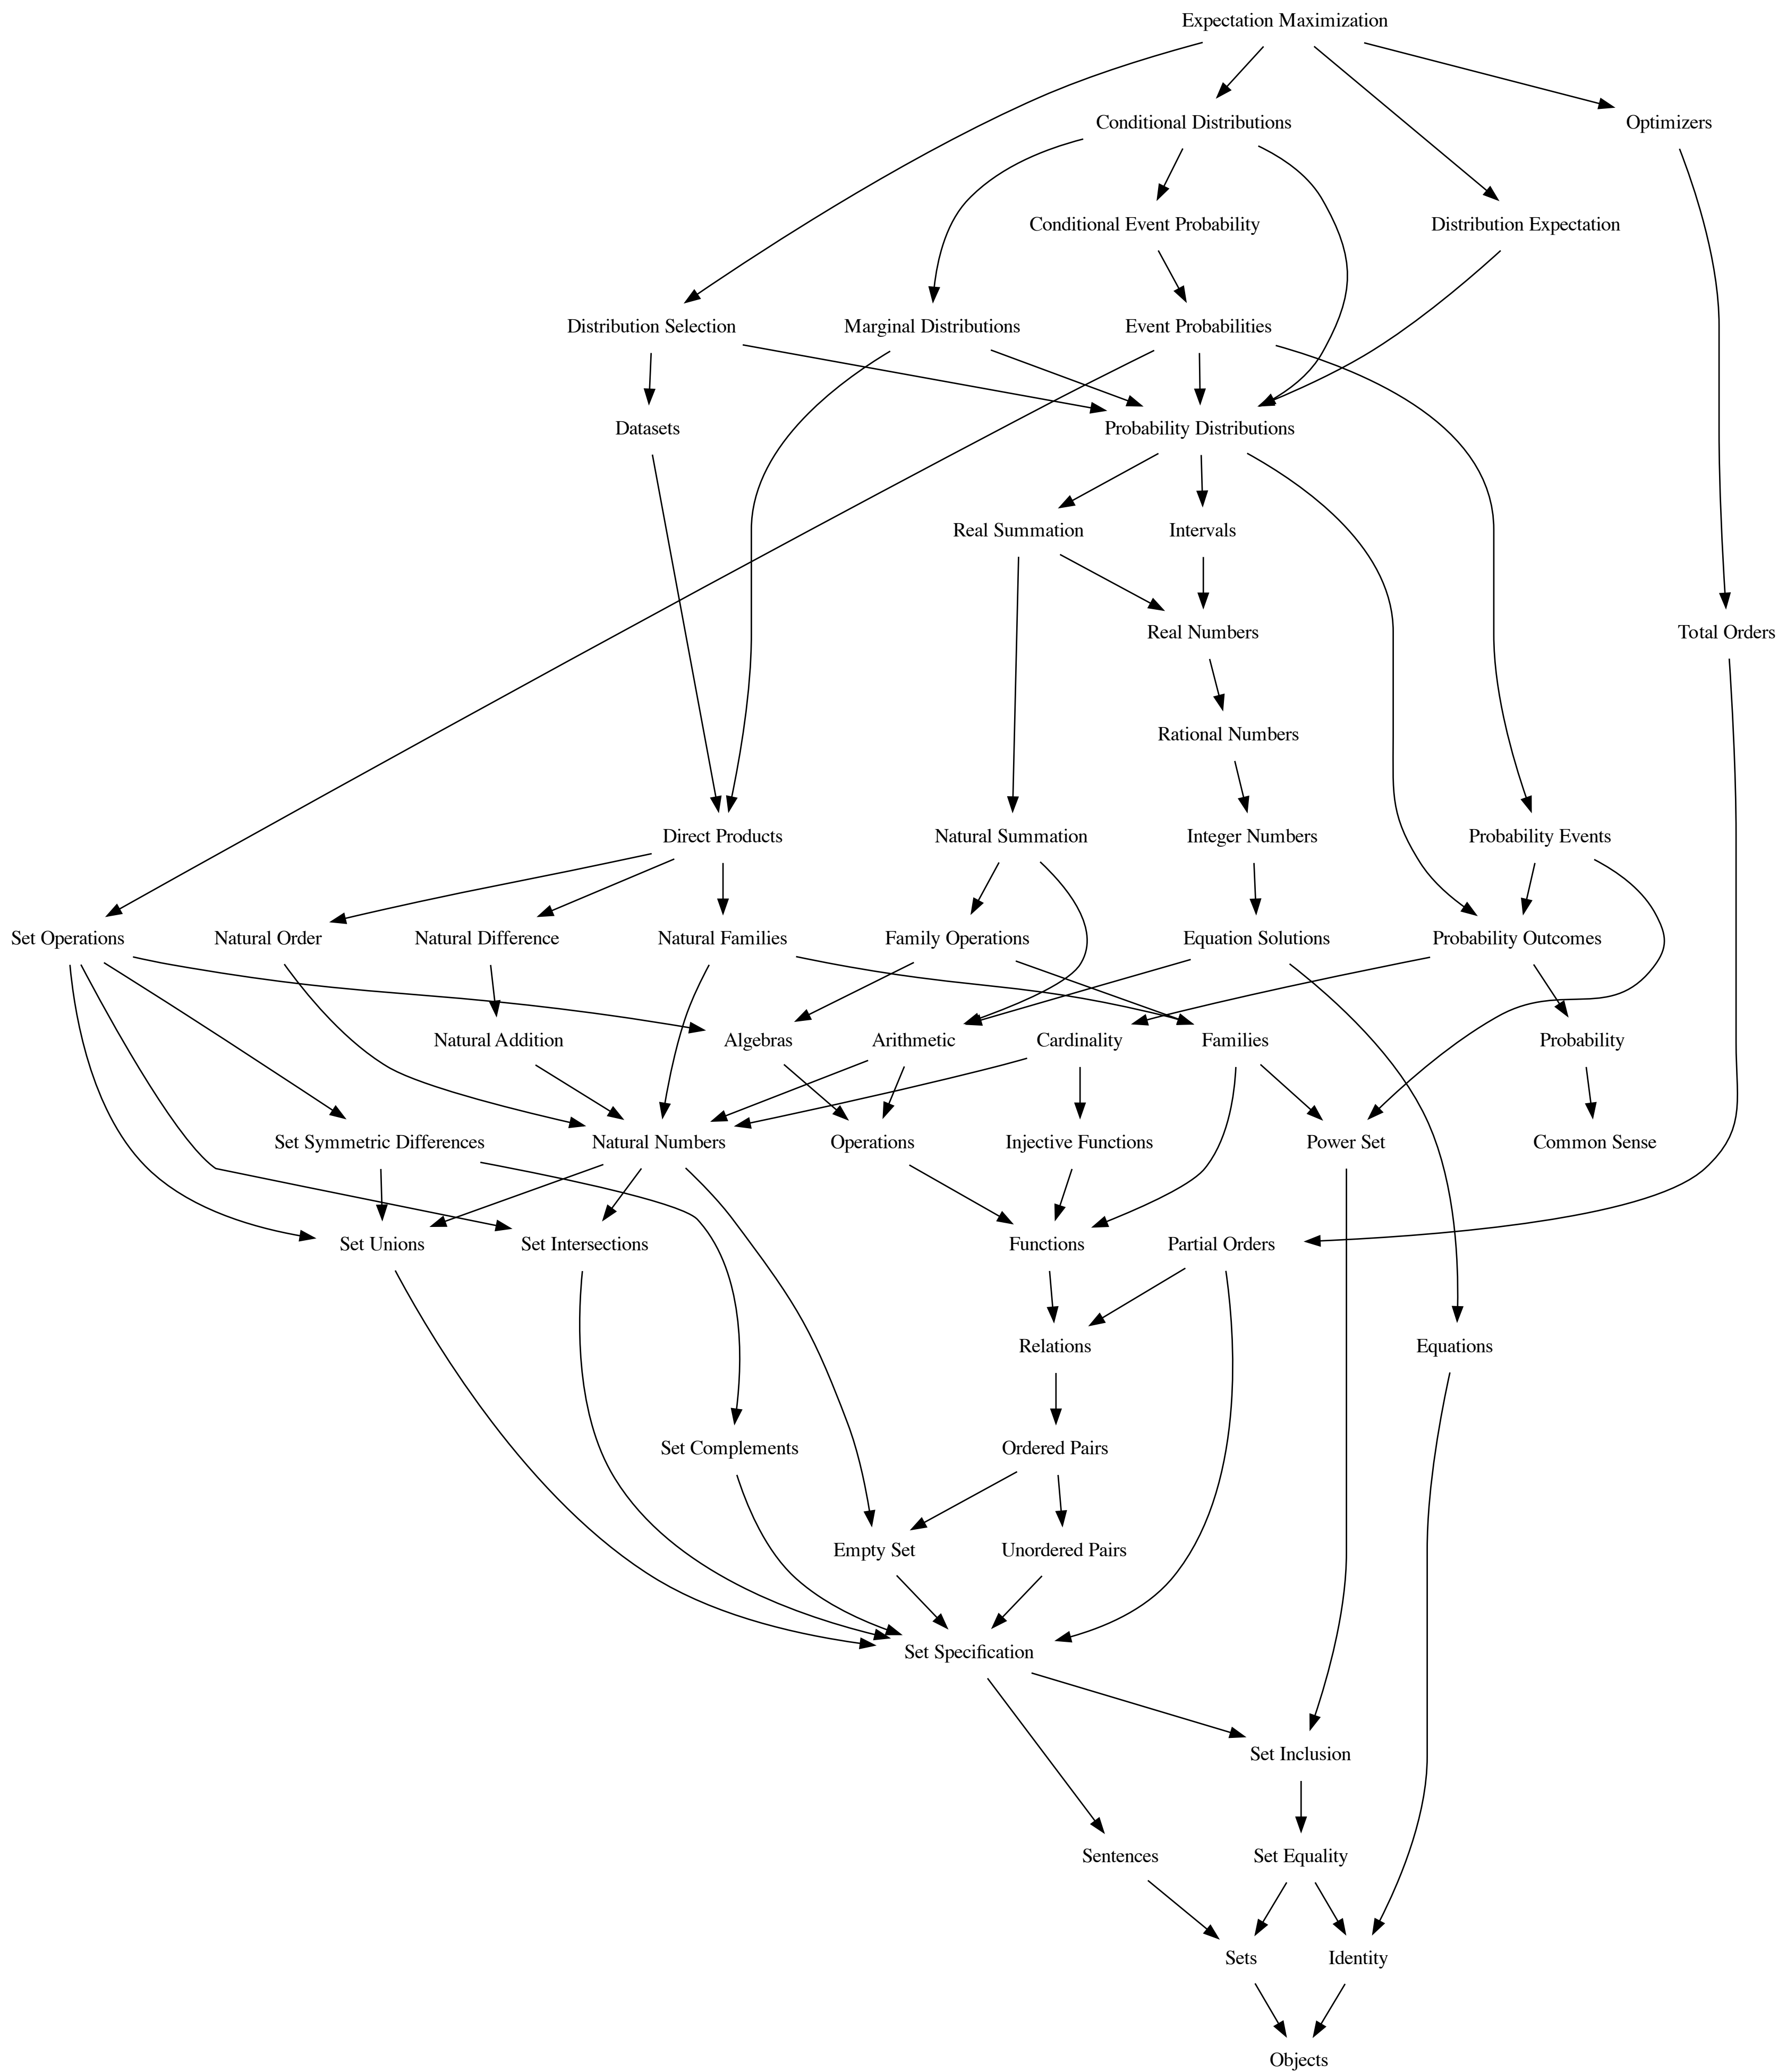 Expectation Maximization
Conditional Distributions
Optimizers
Conditional Event Probability
Distribution Expectation
Distribution Selection
Marginal Distributions
Event Probabilities
Datasets
Probability Distributions
Real Summation
Intervals
Real Numbers
Total Orders
Rational Numbers
Direct Products
Natural Summation
Integer Numbers
Probability Events
Set Operations
Natural Order
Natural Difference
Natural Families
Family Operations
Equation Solutions
Probability Outcomes
Natural Addition
Algebras
Arithmetic
Cardinality
Families
Probability
Set Symmetric Differences
Natural Numbers
Operations
Injective Functions
Power Set
Common Sense
Set Unions
Set Intersections
Functions
Partial Orders
Relations
Equations
Set Complements
Ordered Pairs
Empty Set
Unordered Pairs
Set Specification
Set Inclusion
Sentences
Set Equality
Sets
Identity
Objects